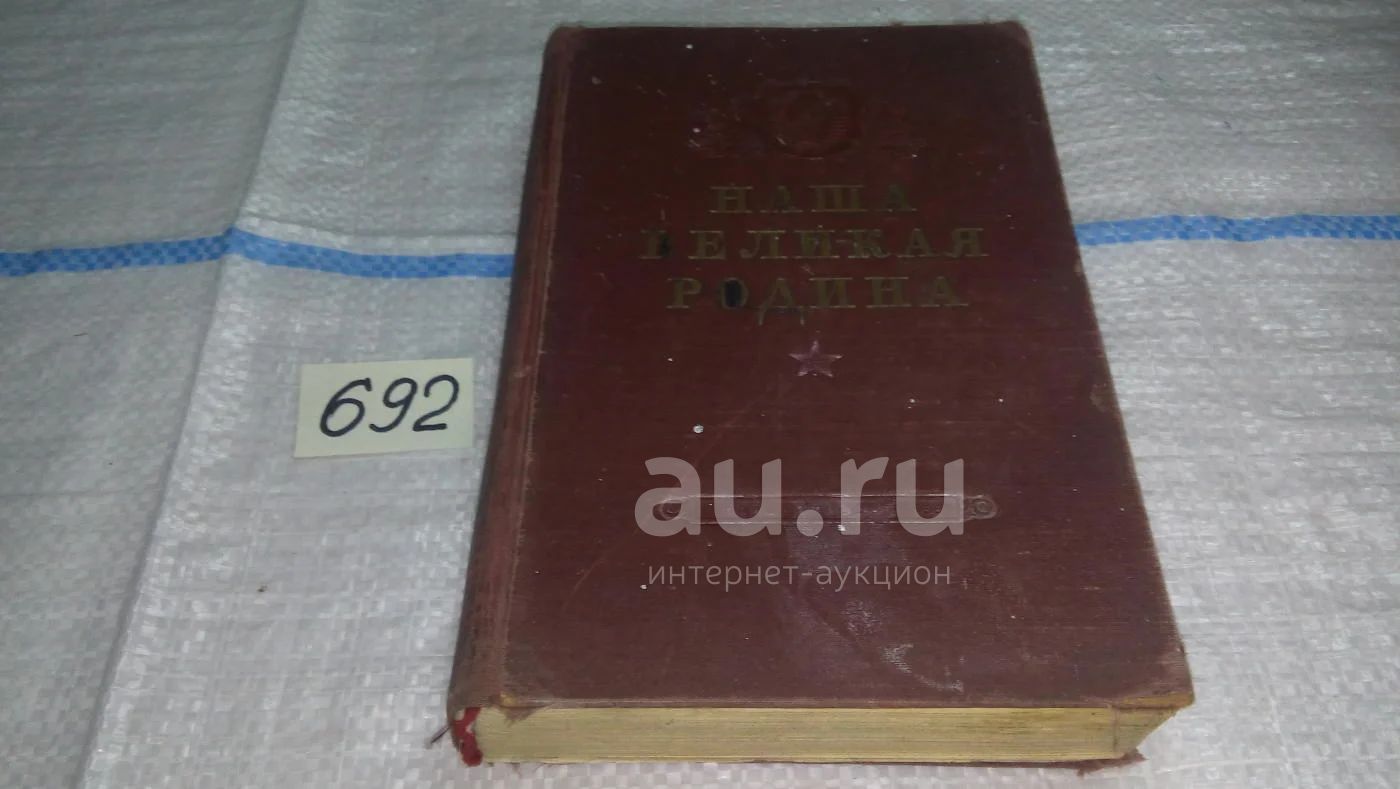 НАША
ВЕЛИКАЯ
РОДИНА
692
au.ru
интернет-аукцион